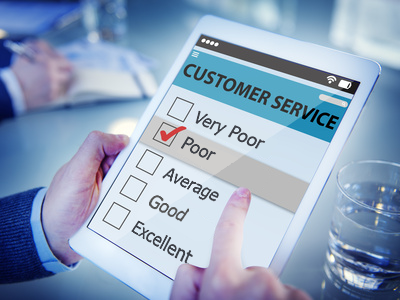 CUSTOMER SERVICE
Very Poor
Poor
Average
Good
Excellent